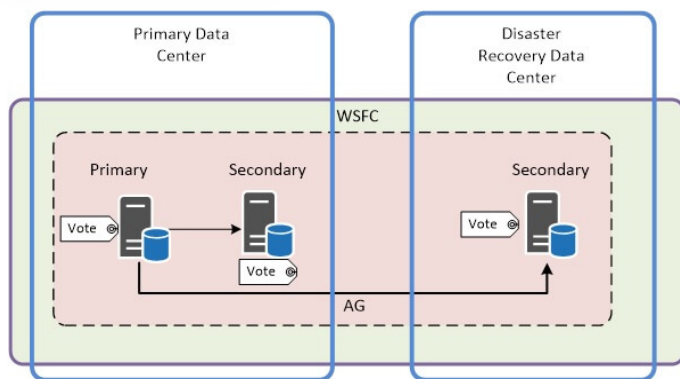 Primary Data
Center
Disaster
Recovery Data
Center
WSFC
Primary
Secondary
Secondary
Vote
Vote
Vote
AG